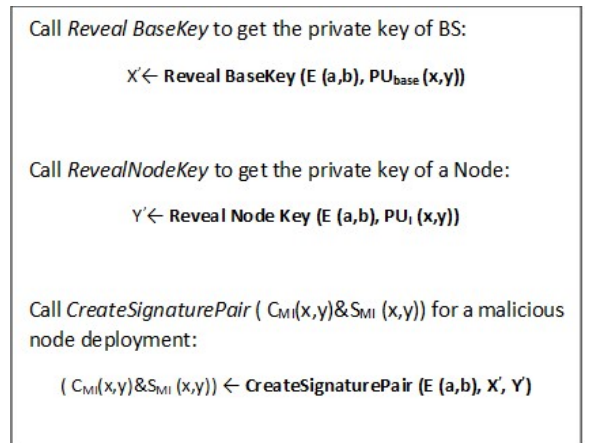 Call Reveal BaseKey to get the private key of BS:
X′← Reveal BaseKey (E (a,b), PUbase (x,y))
Call RevealNodeKey to get the private key of a Node:
Y′← Reveal Node Key (E (a,b), PUI (x,y))
Call CreateSignaturePair ( CMI(x,y)&SMI (x,y)) for a malicious
node deployment:
( CMI(x,y)&SMI (x,y)) ← CreateSignaturePair (E (a,b), X′, Y′)